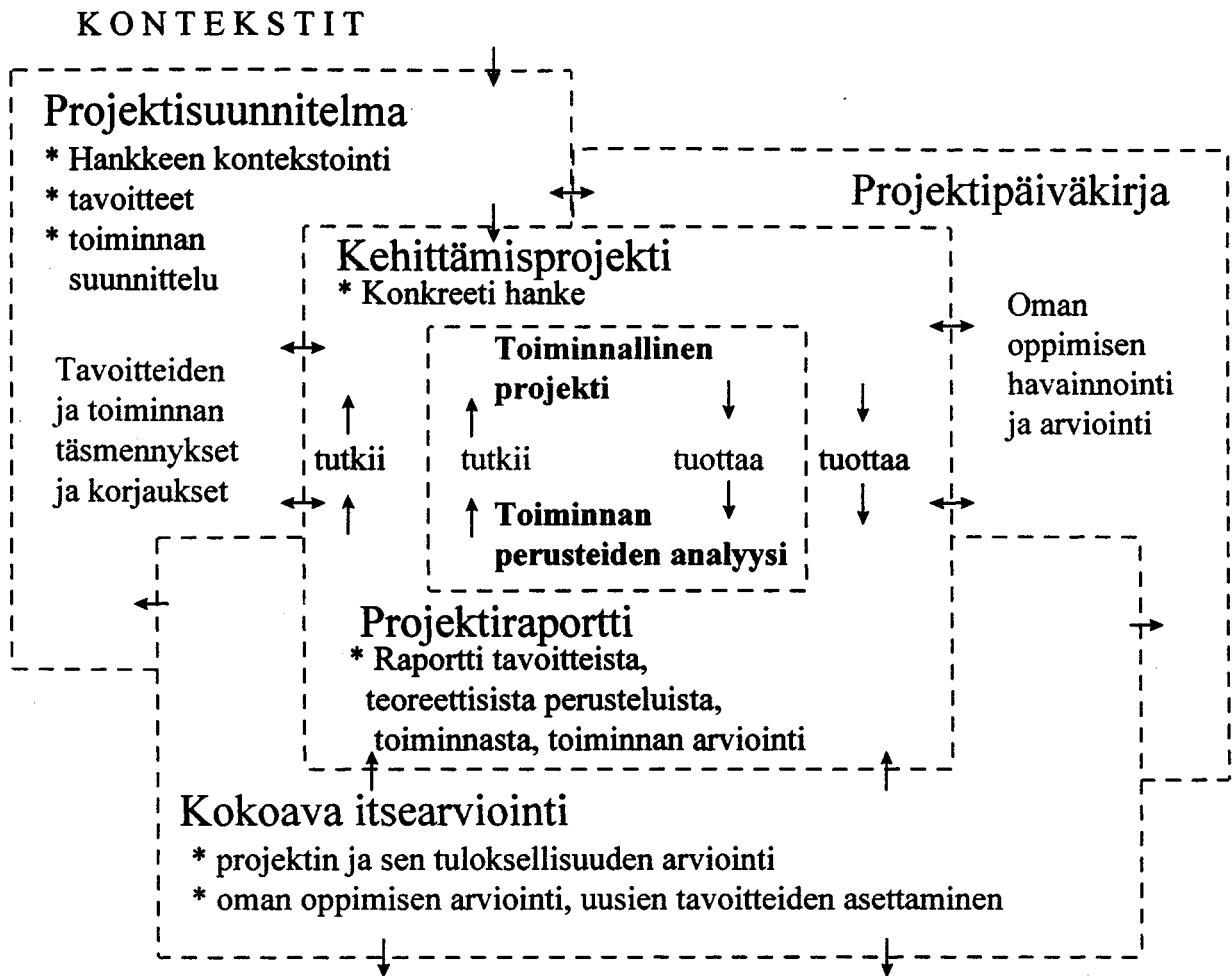 KONTEKSTIT
Projektisuunnitelma
* Hankkeen kontekstointi
* tavoitteet
* toiminnan
suunnittelu
Tavoitteiden
ja toiminnan
täsmennykset
ja korjaukset
Projektipäiväkirja
Oman
oppimisen
havainnointi
ja arviointi
Kehittämisprojekti
* Konkreeti hanke
Toiminnallinen
projekti
tutkii tutkii tuottaa tuottaa
Toiminnan
perusteiden analyysi
Projektiraportti
* Raportti tavoitteista,
teoreettisista perusteluista,
toiminnasta, toiminnan arviointi
Kokoava itsearviointi
* projektin ja sen tuloksellisuuden arviointi
* oman oppimisen arviointi, uusien tavoitteiden asettaminen